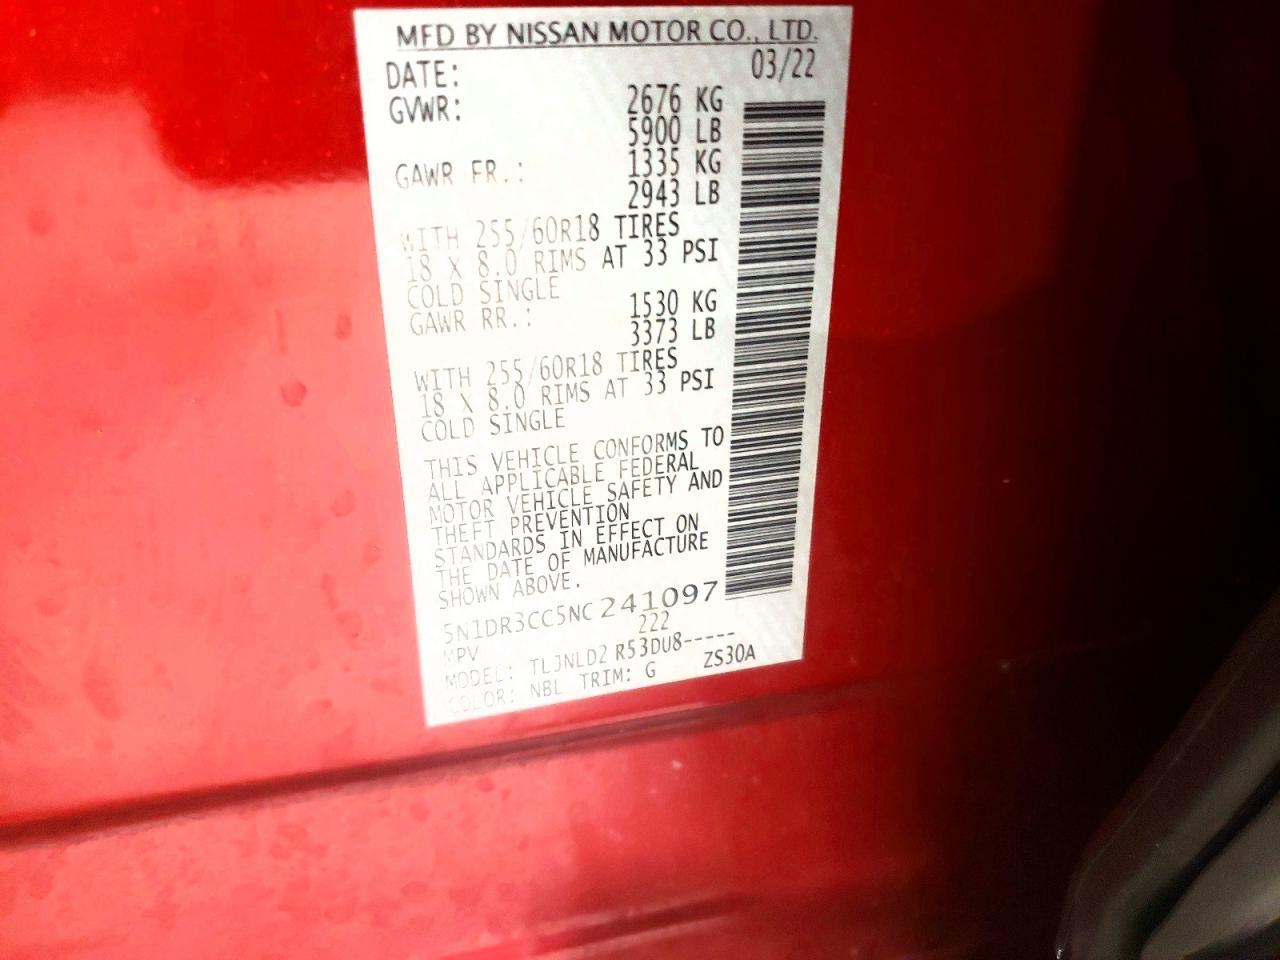 MFD BY NISSAN MOTOR CO., LTD.
DATE: 03/22
GVWR: 2676 KG
5900 LB
GAWR FR.: 1335 KG
2943 LB
WITH 255/60R18 TIRES
18 X 8.0 RIMS AT 33 PSI
COLD SINGLE
GAWR RR.: 1530 KG
3373 LB
WITH 255/60R18 TIRES
18 X 8.0 RIMS AT 33 PSI
COLD SINGLE
THIS VEHICLE CONFORMS TO
ALL APPLICABLE FEDERAL
MOTOR VEHICLE SAFETY AND
THEFT PREVENTION
STANDARDS IN EFFECT ON
THE DATE OF MANUFACTURE
SHOWN ABOVE.
5N1DR3CC5NC241097
MPV 222
MODEL: TLJNLD2 R53DU8-----
COLOR: NBL TRIM: G ZS30A